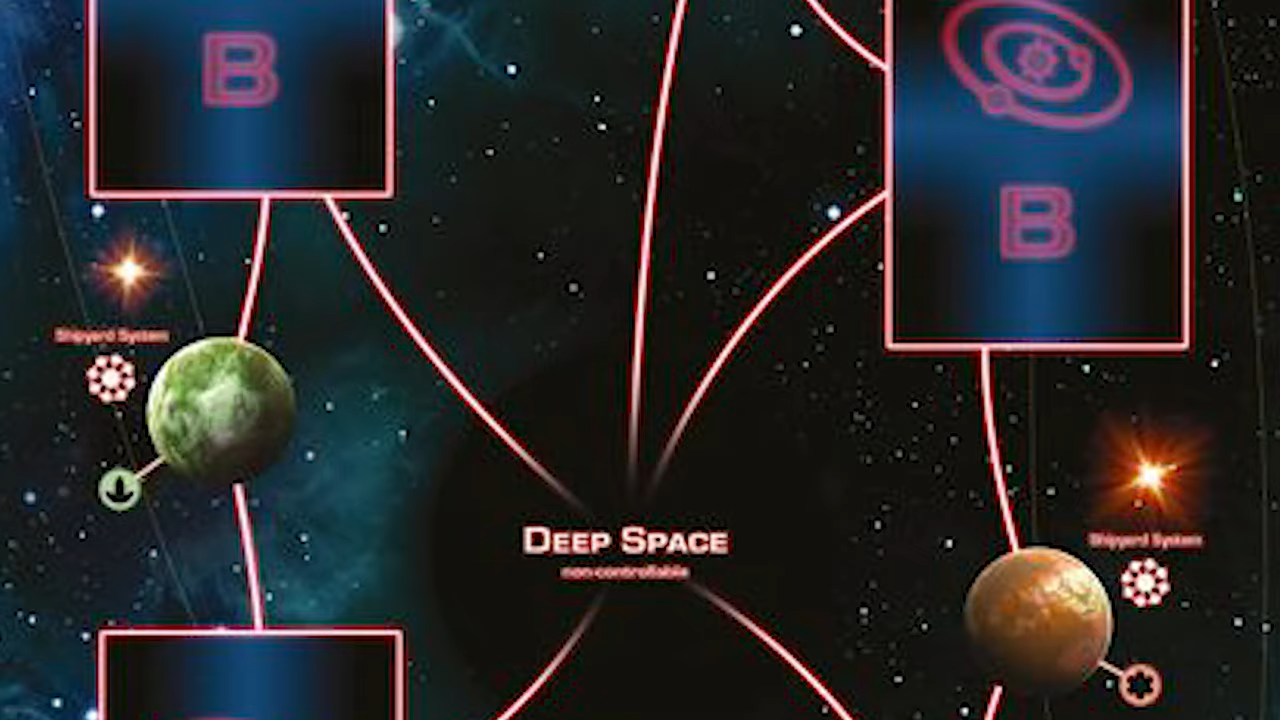 B
B
Shipyard System
DEEP SPACE
non-controllable
Shipyard System